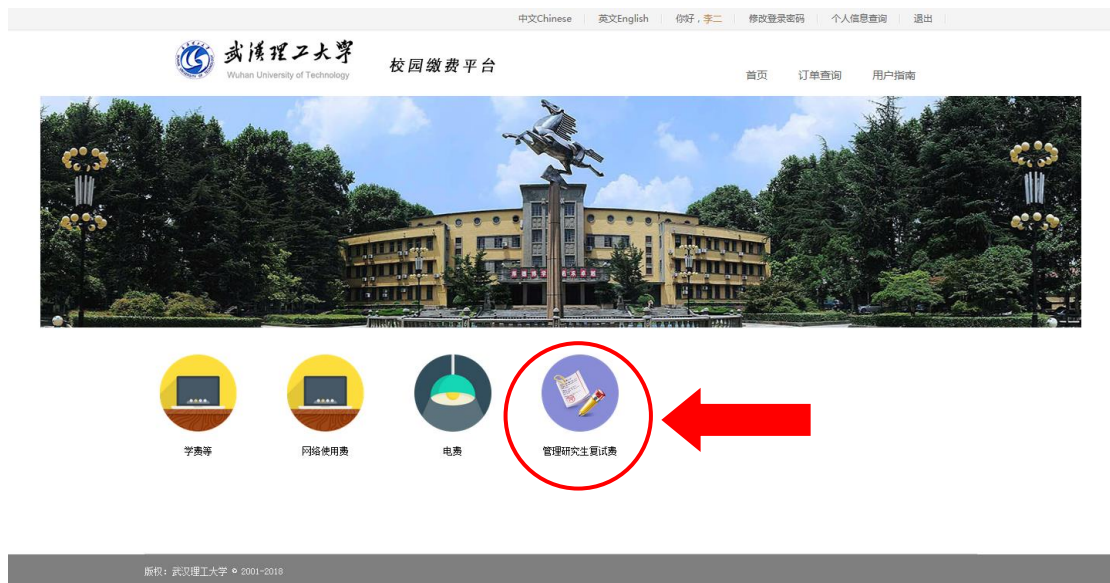 中文Chinese 英文English 你好，李二 修改登录密码 个人信息查询 退出
武汉理工大学
Wuhan University of Technology
校园缴费平台
首页 订单查询 用户指南
学费等 网络使用费 电费 管理研究生复试费
版权：武汉理工大学 © 2001-2018